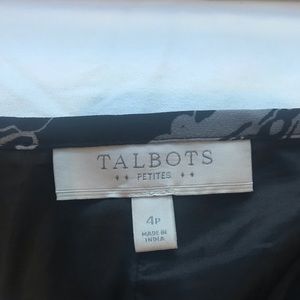 TALBOTS
PETITES
4P
MADE IN
INDIA